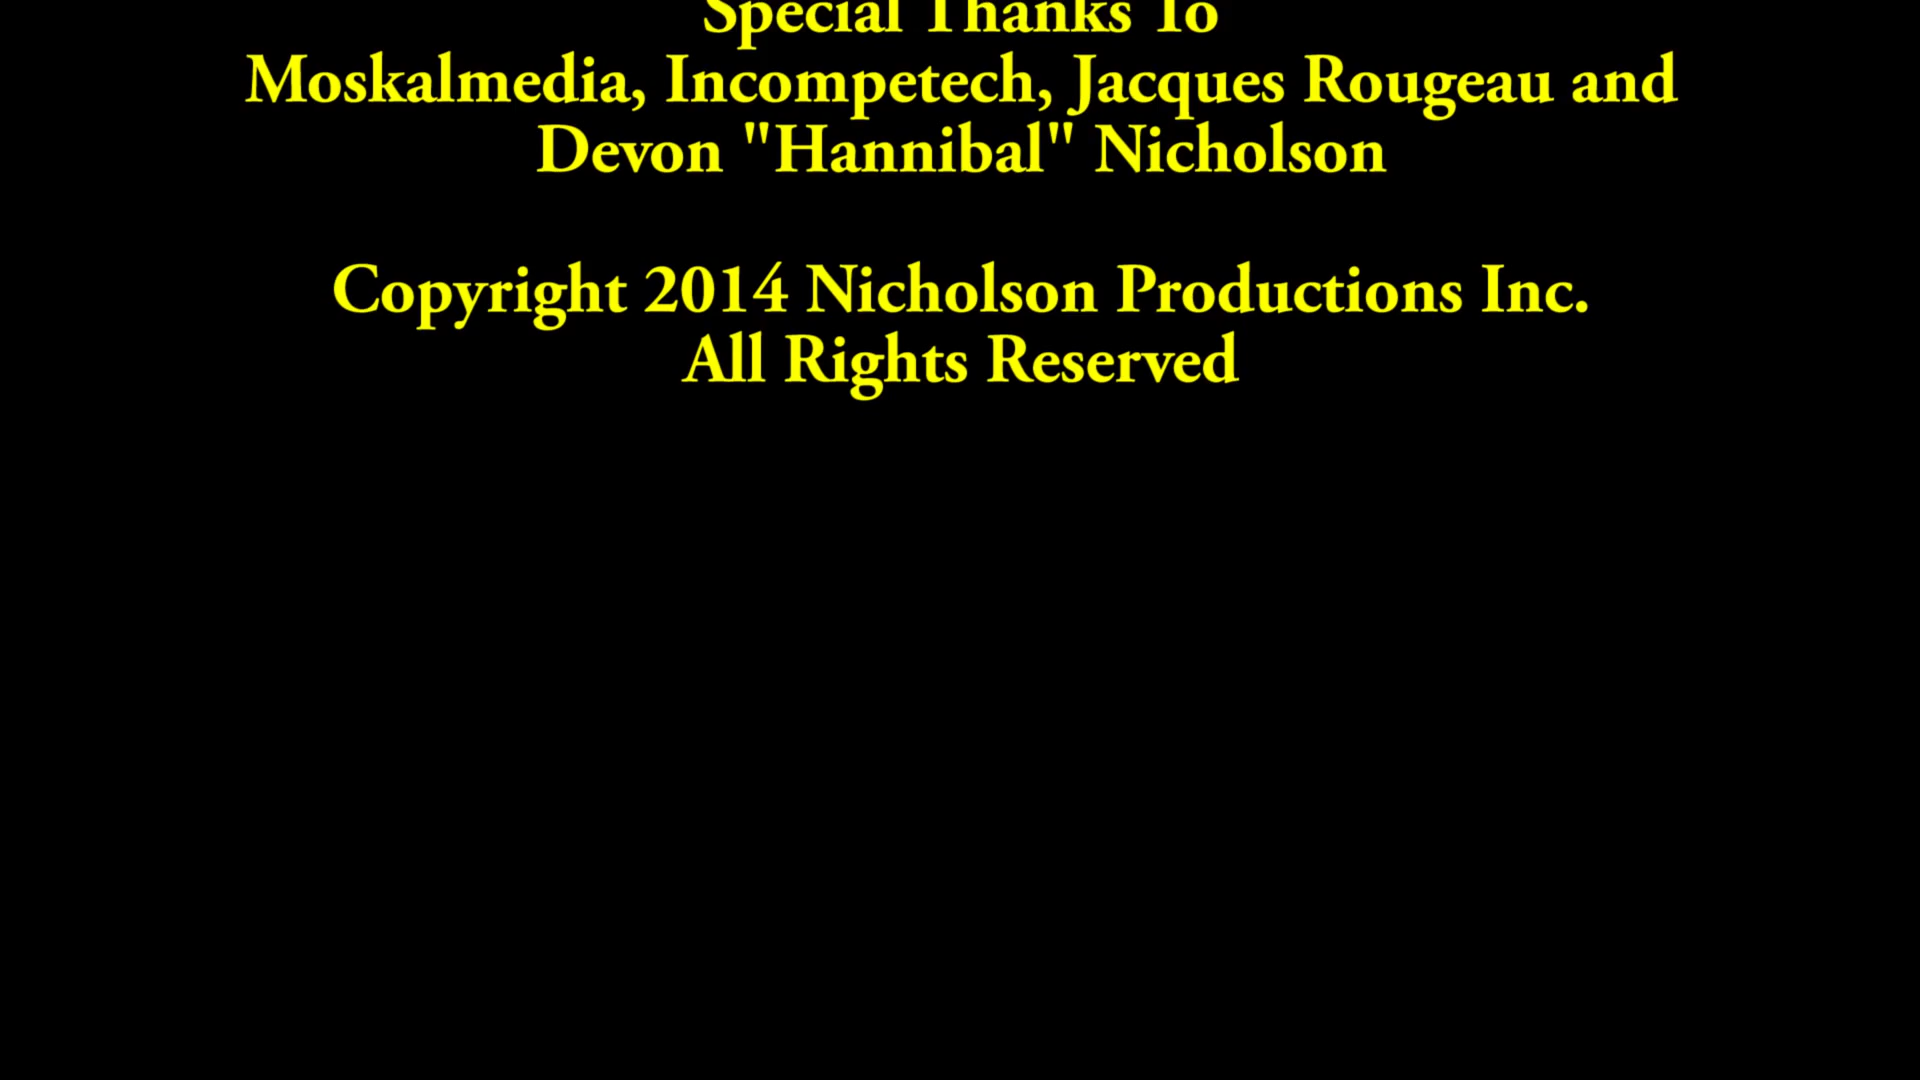 Special Thanks To
Moskalmedia, Incompetech, Jacques Rougeau and
Devon "Hannibal" Nicholson
Copyright 2014 Nicholson Productions Inc.
All Rights Reserved